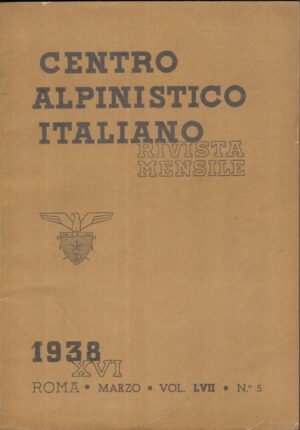 CENTRO
ALPINISTICO
ITALIANO
RIVISTA
MENSILE
1938
XVI
ROMA • MARZO • VOL. LVII • N.° 5